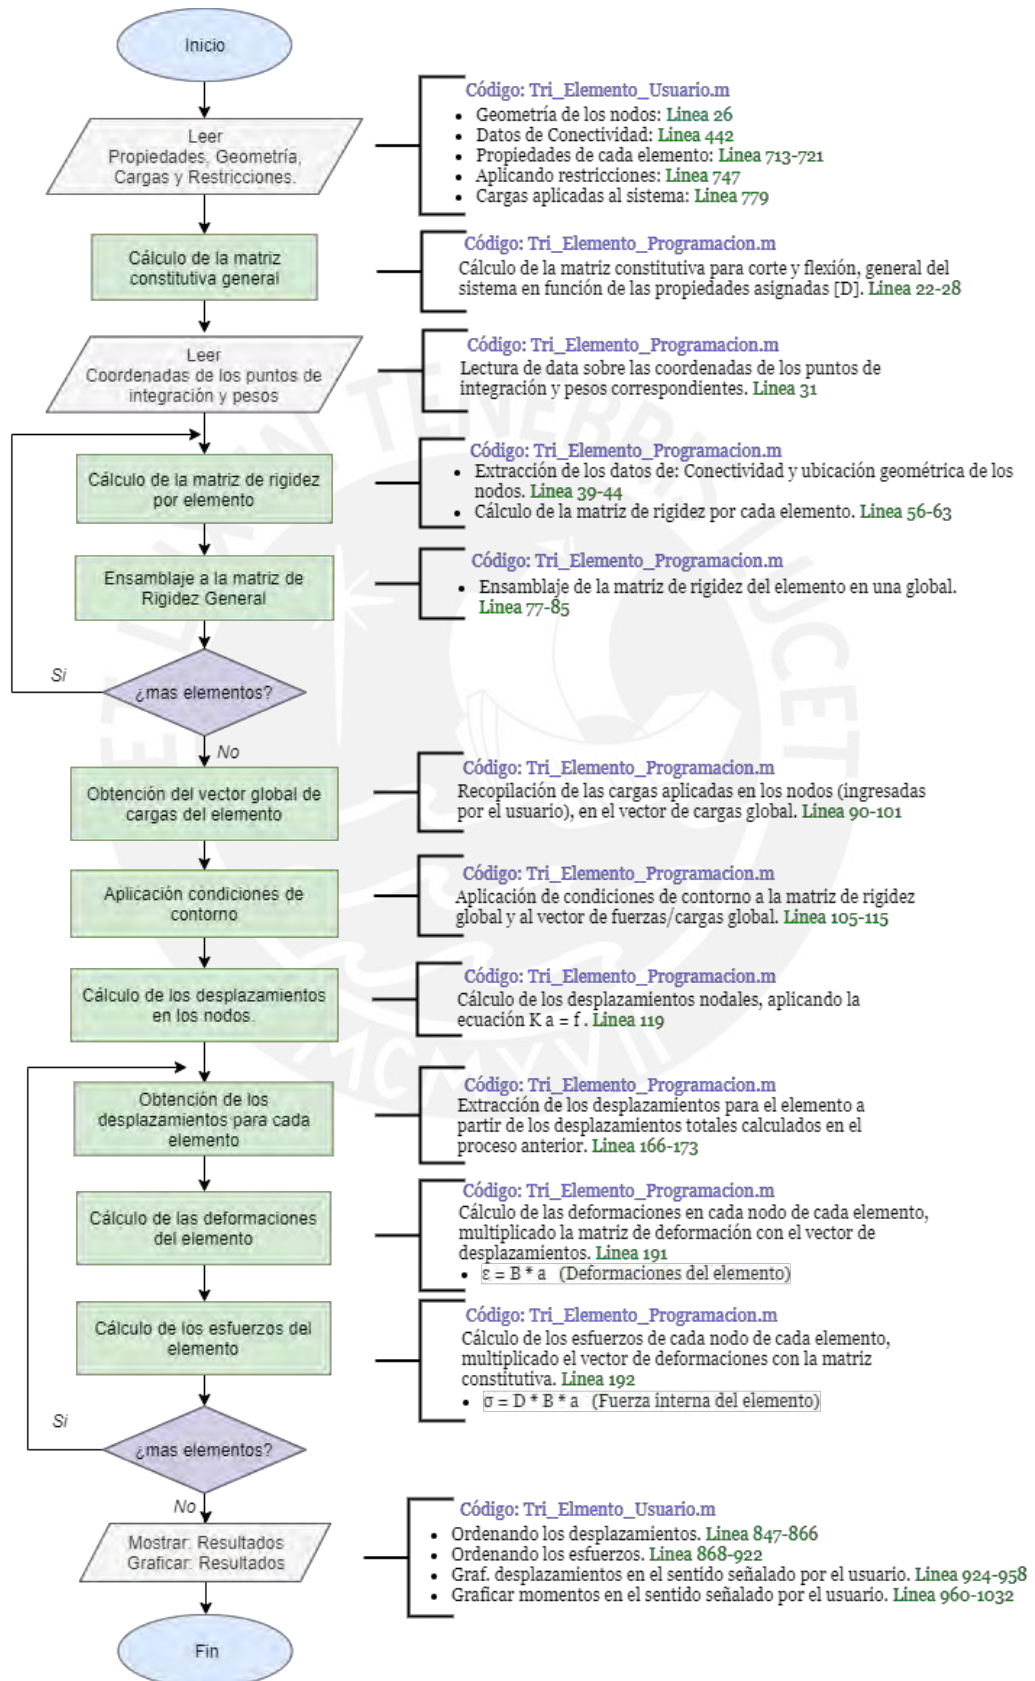 Inicio
Código: Tri_Elemento_Usuario.m
• Geometría de los nodos: Linea 26
• Datos de Conectividad: Linea 442
• Propiedades de cada elemento: Linea 713-721
• Aplicando restricciones: Linea 747
• Cargas aplicadas al sistema: Linea 779
Leer
Propiedades, Geometría,
Cargas y Restricciones.
Código: Tri_Elemento_Programacion.m
Cálculo de la matriz constitutiva para corte y flexión, general del
sistema en función de las propiedades asignadas [D]. Linea 22-28
Cálculo de la matriz
constitutiva general
Código: Tri_Elemento_Programacion.m
Lectura de data sobre las coordenadas de los puntos de
integración y pesos correspondientes. Linea 31
Leer
Coordenadas de los puntos de
integración y pesos
Código: Tri_Elemento_Programacion.m
• Extracción de los datos de: Conectividad y ubicación geométrica de los
nodos. Linea 39-44
• Cálculo de la matriz de rigidez por cada elemento. Linea 56-63
Cálculo de la matriz de rigidez
por elemento
Código: Tri_Elemento_Programacion.m
• Ensamblaje de la matriz de rigidez del elemento en una global.
Linea 77-85
Ensamblaje a la matriz de
Rigidez General
Si
¿mas elementos?
No
Código: Tri_Elemento_Programacion.m
Recopilación de las cargas aplicadas en los nodos (ingresadas
por el usuario), en el vector de cargas global. Linea 90-101
Obtención del vector global de
cargas del elemento
Código: Tri_Elemento_Programacion.m
Aplicación de condiciones de contorno a la matriz de rigidez
global y al vector de fuerzas/cargas global. Linea 105-115
Aplicación condiciones de
contorno
Código: Tri_Elemento_Programacion.m
Cálculo de los desplazamientos nodales, aplicando la
ecuación K a = f . Linea 119
Cálculo de los desplazamientos
en los nodos.
Código: Tri_Elemento_Programacion.m
Extracción de los desplazamientos para el elemento a
partir de los desplazamientos totales calculados en el
proceso anterior. Linea 166-173
Obtención de los
desplazamientos para cada
elemento
Código: Tri_Elemento_Programacion.m
Cálculo de las deformaciones en cada nodo de cada elemento,
multiplicado la matriz de deformación con el vector de
desplazamientos. Linea 191
• ε = B * a (Deformaciones del elemento)
Cálculo de las deformaciones
del elemento
Código: Tri_Elemento_Programacion.m
Cálculo de los esfuerzos de cada nodo de cada elemento,
multiplicado el vector de deformaciones con la matriz
constitutiva. Linea 192
• σ = D * B * a (Fuerza interna del elemento)
Cálculo de los esfuerzos del
elemento
Si
¿mas elementos?
No
Código: Tri_Elmento_Usuario.m
• Ordenando los desplazamientos. Linea 847-866
• Ordenando los esfuerzos. Linea 868-922
• Graf. desplazamientos en el sentido señalado por el usuario. Linea 924-958
• Graficar momentos en el sentido señalado por el usuario. Linea 960-1032
Mostrar: Resultados
Graficar: Resultados
Fin
ET LUX IN TENEBRIS LUCET
MCMXVII